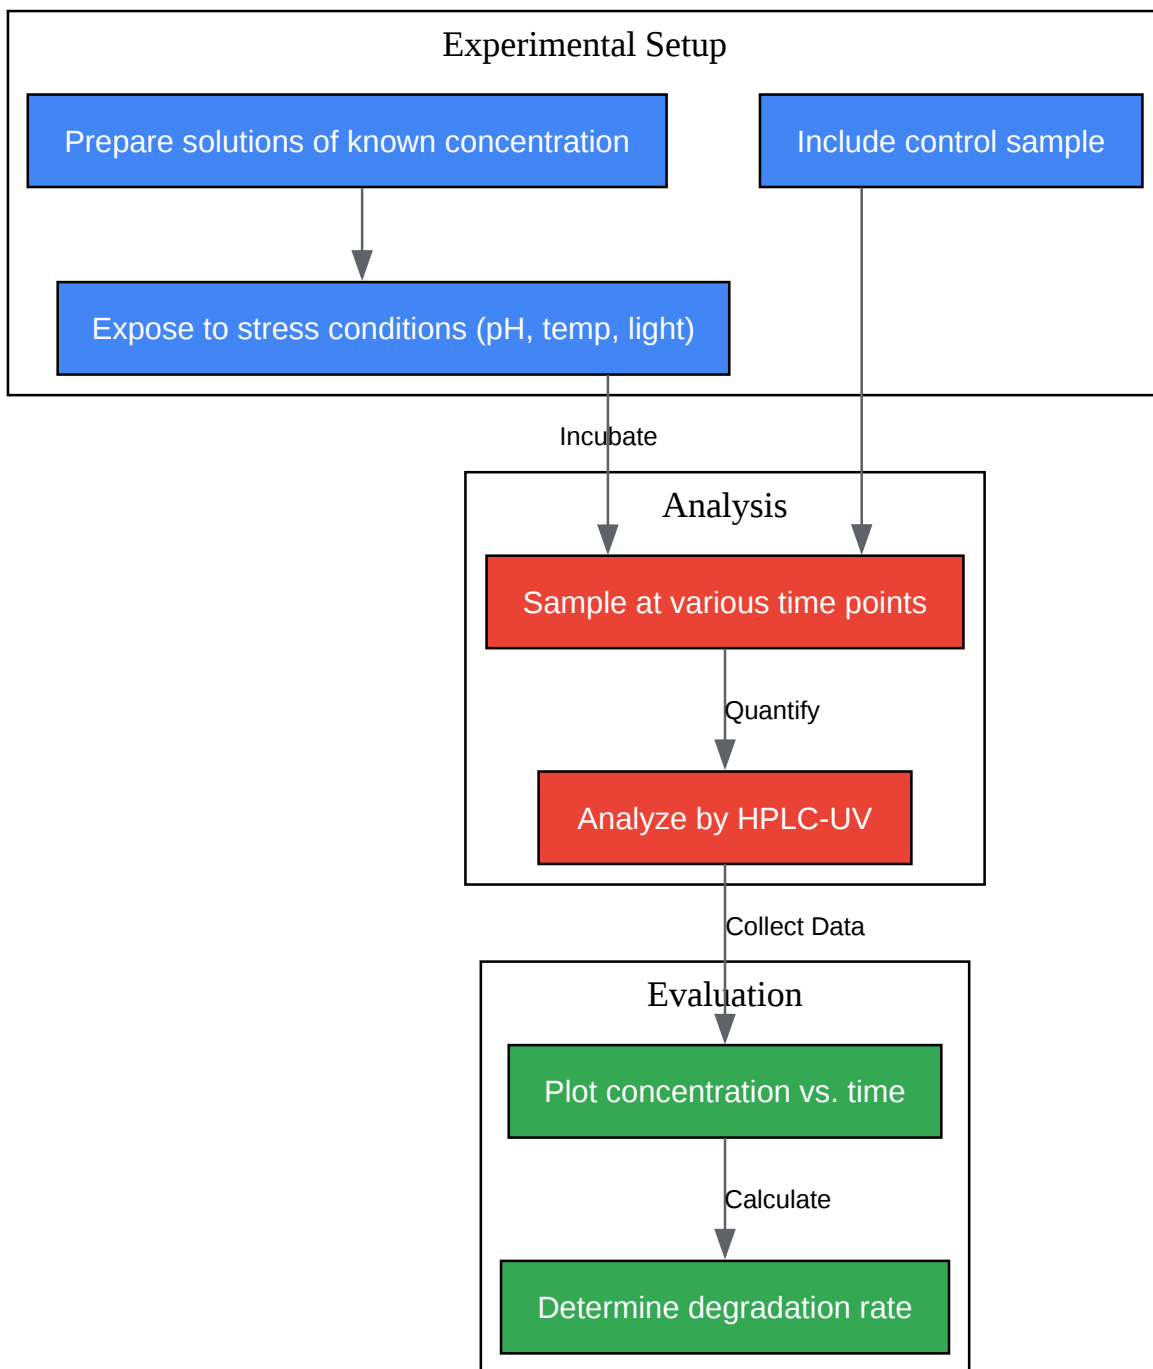 Experimental Setup
Prepare solutions of known concentration
Include control sample
Expose to stress conditions (pH, temp, light)
Incubate
Analysis
Sample at various time points
Quantify
Analyze by HPLC-UV
Collect Data
Evaluation
Plot concentration vs. time
Calculate
Determine degradation rate